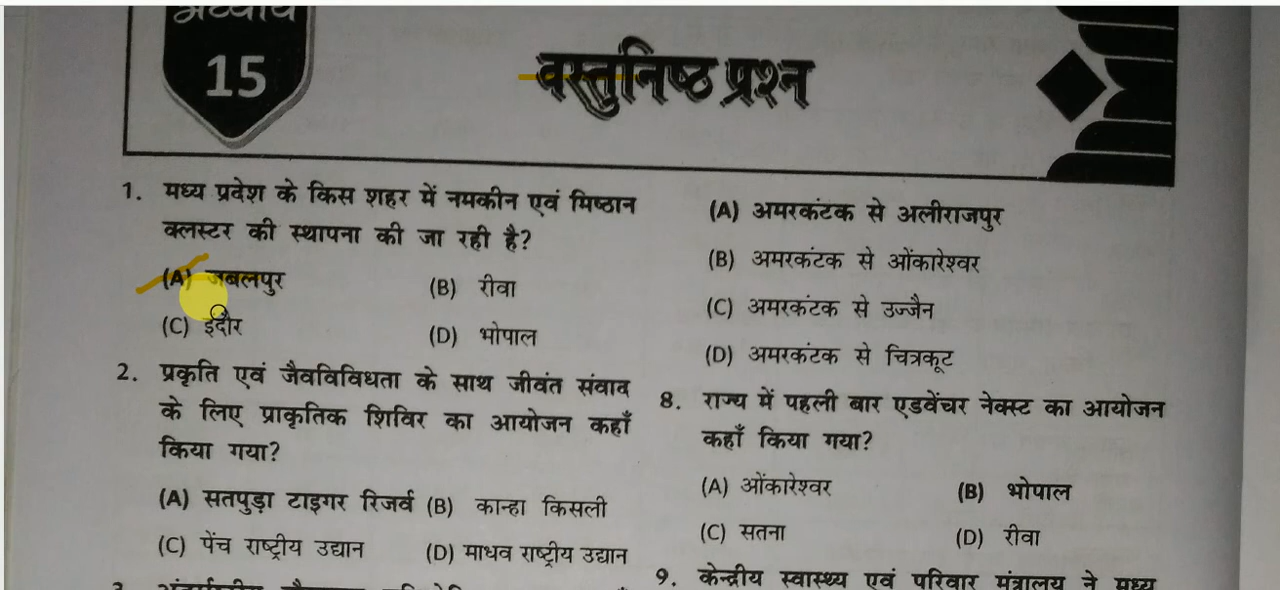 अध्याय
15
वस्तुनिष्ठ प्रश्न
1. मध्य प्रदेश के किस शहर में नमकीन एवं मिष्ठान
क्लस्टर की स्थापना की जा रही है?
(A) जबलपुर (B) रीवा
(C) इंदौर (D) भोपाल
2. प्रकृति एवं जैवविविधता के साथ जीवंत संवाद
के लिए प्राकृतिक शिविर का आयोजन कहाँ
किया गया?
(A) सतपुड़ा टाइगर रिजर्व (B) कान्हा किसली
(C) पेंच राष्ट्रीय उद्यान (D) माधव राष्ट्रीय उद्यान
(A) अमरकंटक से अलीराजपुर
(B) अमरकंटक से ओंकारेश्वर
(C) अमरकंटक से उज्जैन
(D) अमरकंटक से चित्रकूट
8. राज्य में पहली बार एडवेंचर नेक्स्ट का आयोजन
कहाँ किया गया?
(A) ओंकारेश्वर (B) भोपाल
(C) सतना (D) रीवा
9. केन्द्रीय स्वास्थ्य एवं परिवार मंत्रालय ने मध्य